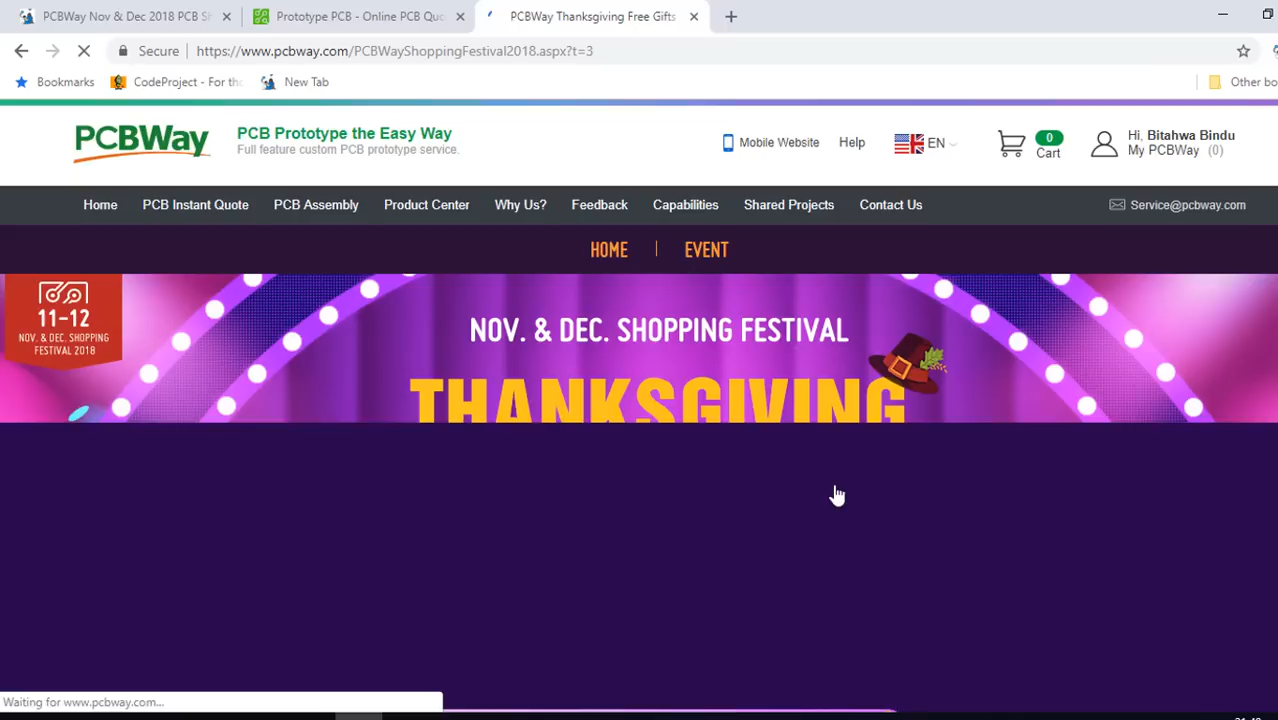 PCBWay Nov & Dec 2018 PCB Sh
Prototype PCB - Online PCB Quo
PCBWay Thanksgiving Free Gifts
Secure
https://www.pcbway.com/PCBWayShoppingFestival2018.aspx?t=3
Bookmarks
CodeProject - For the
New Tab
Other bo
PCBWay
PCB Prototype the Easy Way
Full feature custom PCB prototype service.
Mobile Website
Help
EN
0
Cart
Hi, Bitahwa Bindu
My PCBWay (0)
Home
PCB Instant Quote
PCB Assembly
Product Center
Why Us?
Feedback
Capabilities
Shared Projects
Contact Us
Service@pcbway.com
HOME | EVENT
11-12
NOV. & DEC. SHOPPING
FESTIVAL 2018
NOV. & DEC. SHOPPING FESTIVAL
THANKSGIVING
Waiting for www.pcbway.com...